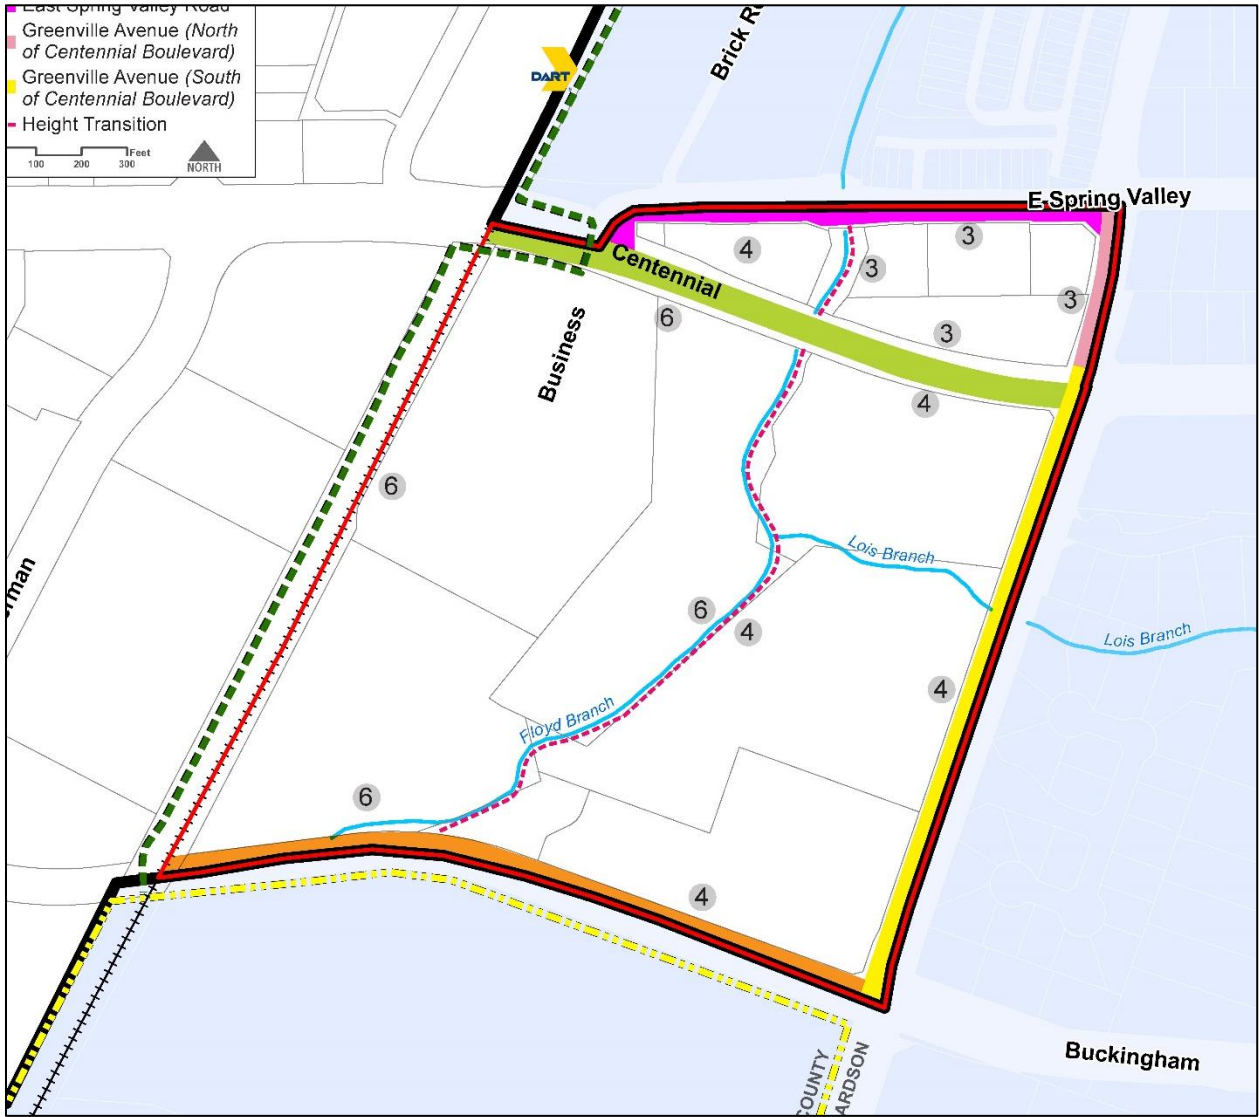 East Spring Valley Road
Greenville Avenue (North
of Centennial Boulevard)
Greenville Avenue (South
of Centennial Boulevard)
Height Transition
Feet
100 200 300
NORTH
DART
Brick
E Spring Valley
Centennial
4
3
3
3
3
6
Business
4
6
Lois Branch
6
4
Lois Branch
4
Floyd Branch
6
4
Buckingham
COUNTY
ARDSON
rman